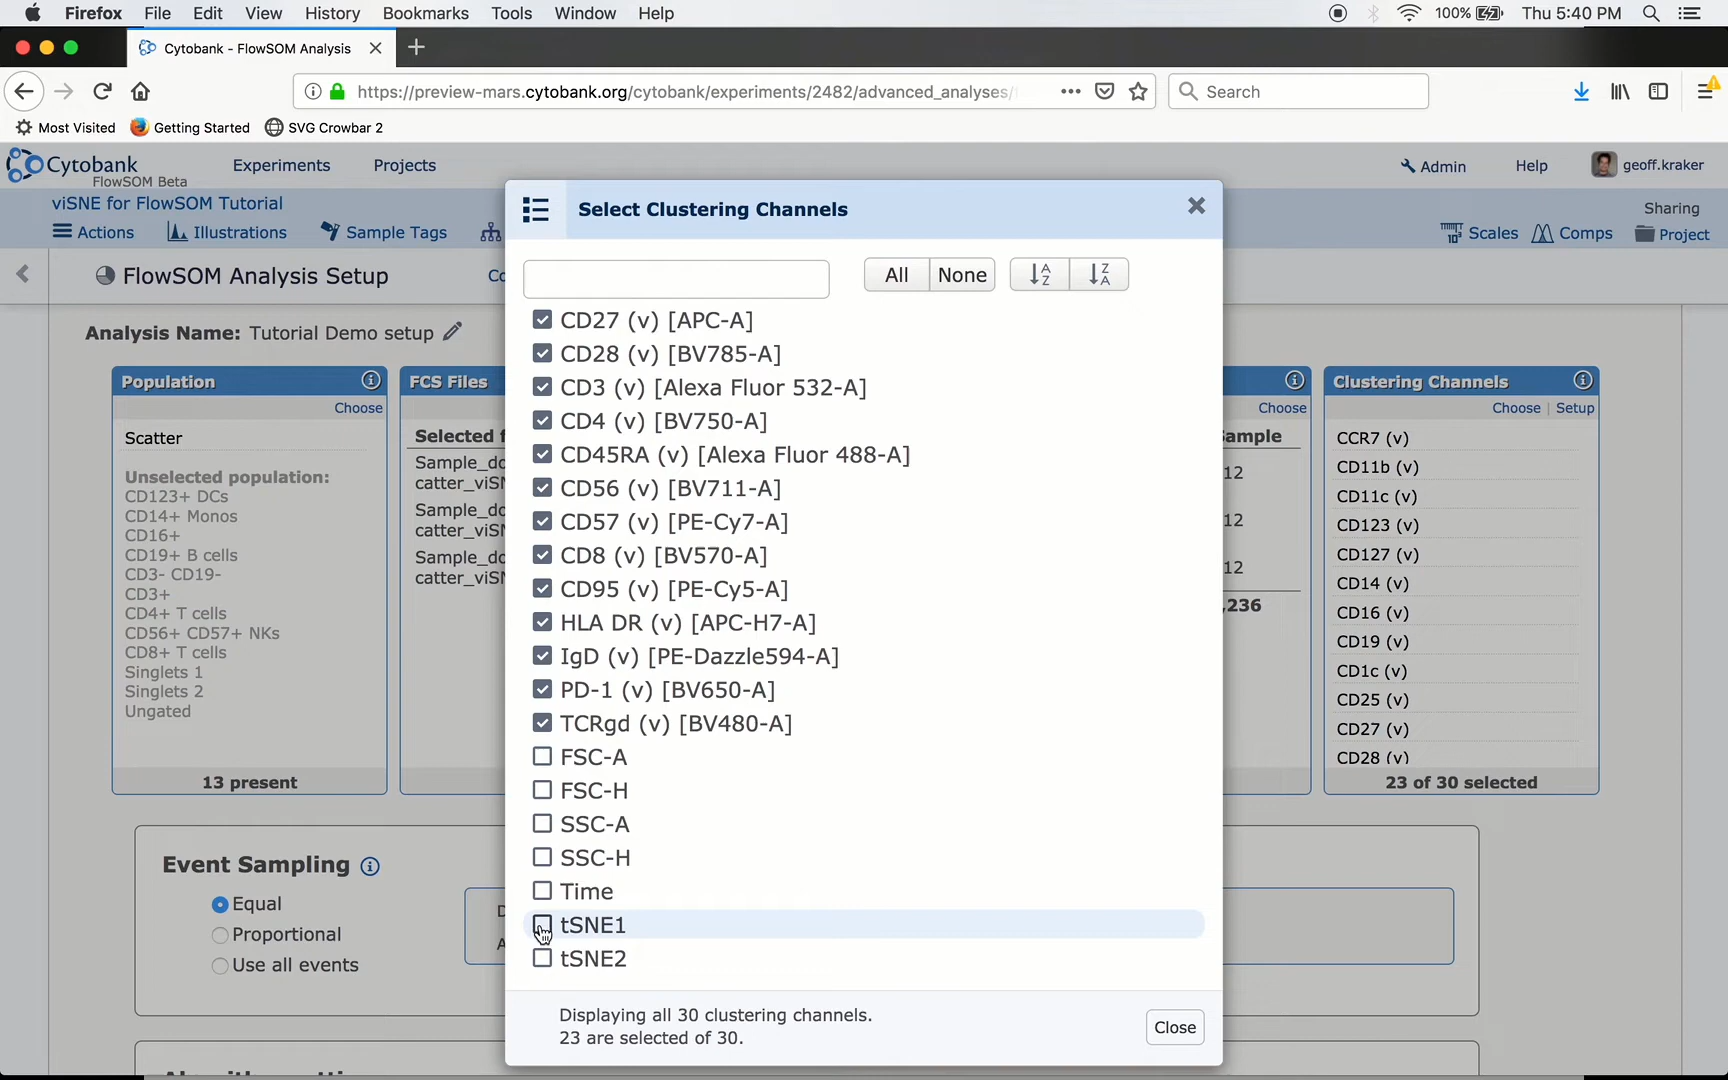 Firefox File Edit View History Bookmarks Tools Window Help 100% Thu 5:40 PM
Cytobank - FlowSOM Analysis
https://preview-mars.cytobank.org/cytobank/experiments/2482/advanced_analyses/ Search
Most Visited Getting Started SVG Crowbar 2
Cytobank Experiments Projects Admin Help geoff.kraker
FlowSOM Beta
viSNE for FlowSOM Tutorial Sharing
Actions Illustrations Sample Tags Scales Comps Project
FlowSOM Analysis Setup Co
Select Clustering Channels
All None
Analysis Name: Tutorial Demo setup
Population
Choose
Scatter
Unselected population:
CD123+ DCs
CD14+ Monos
CD16+
CD19+ B cells
CD3- CD19-
CD3+
CD4+ T cells
CD56+ CD57+ NKs
CD8+ T cells
Singlets 1
Singlets 2
Ungated
13 present
FCS Files
Selected f
Sample_do
catter_viSN
Sample_do
catter_viSN
Sample_do
catter_viSN
CD27 (v) [APC-A]
CD28 (v) [BV785-A]
CD3 (v) [Alexa Fluor 532-A]
CD4 (v) [BV750-A]
CD45RA (v) [Alexa Fluor 488-A]
CD56 (v) [BV711-A]
CD57 (v) [PE-Cy7-A]
CD8 (v) [BV570-A]
CD95 (v) [PE-Cy5-A]
HLA DR (v) [APC-H7-A]
IgD (v) [PE-Dazzle594-A]
PD-1 (v) [BV650-A]
TCRgd (v) [BV480-A]
FSC-A
FSC-H
SSC-A
SSC-H
Time
tSNE1
tSNE2
Displaying all 30 clustering channels.
23 are selected of 30.
Close
Choose
ample
12
12
12
,236
Clustering Channels
Choose | Setup
CCR7 (v)
CD11b (v)
CD11c (v)
CD123 (v)
CD127 (v)
CD14 (v)
CD16 (v)
CD19 (v)
CD1c (v)
CD25 (v)
CD27 (v)
CD28 (v)
23 of 30 selected
Event Sampling
Equal
Proportional
Use all events